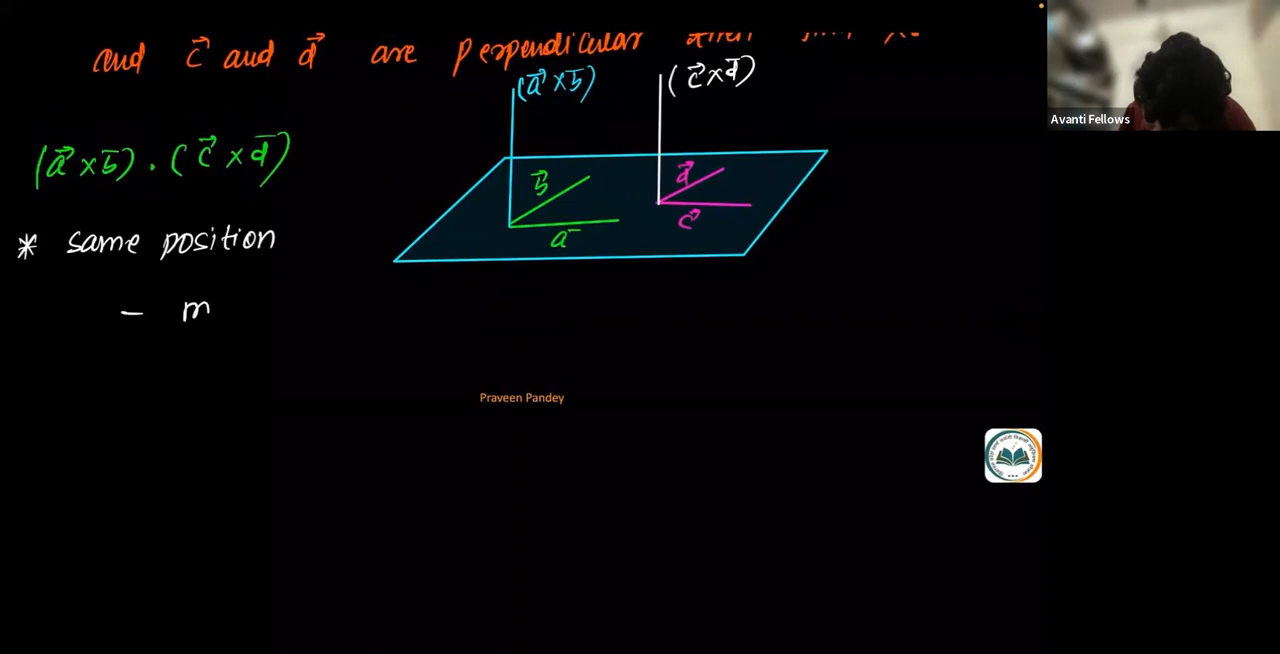 and c⃗ and d⃗ are perpendicular
(a⃗ × b̅) (c⃗ × d̅)
(a⃗ × b̅) . (c⃗ × d̅)
b⃗ d⃗
a̅ c⃗
* same position
- m
Avanti Fellows
Praveen Pandey